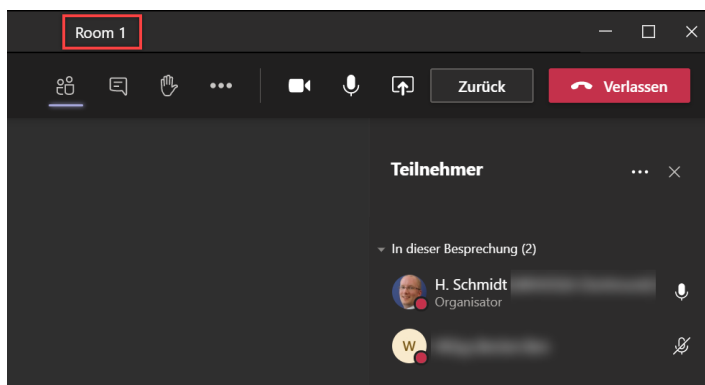 Room 1
Zurück
Verlassen
Teilnehmer
In dieser Besprechung (2)
H. Schmidt
Organisator
W